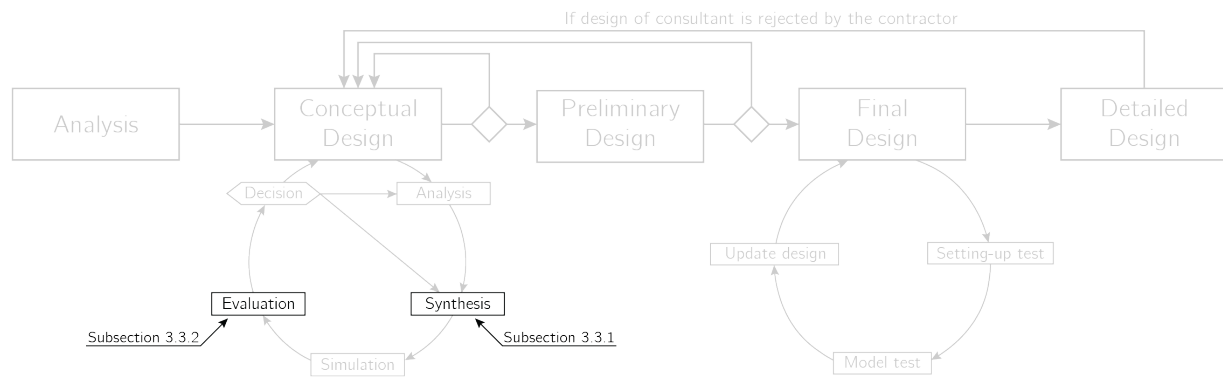 If design of consultant is rejected by the contractor
Analysis
Conceptual
Design
Preliminary
Design
Final
Design
Detailed
Design
Decision
Analysis
Update design
Setting-up test
Evaluation
Synthesis
Subsection 3.3.2
Subsection 3.3.1
Simulation
Model test